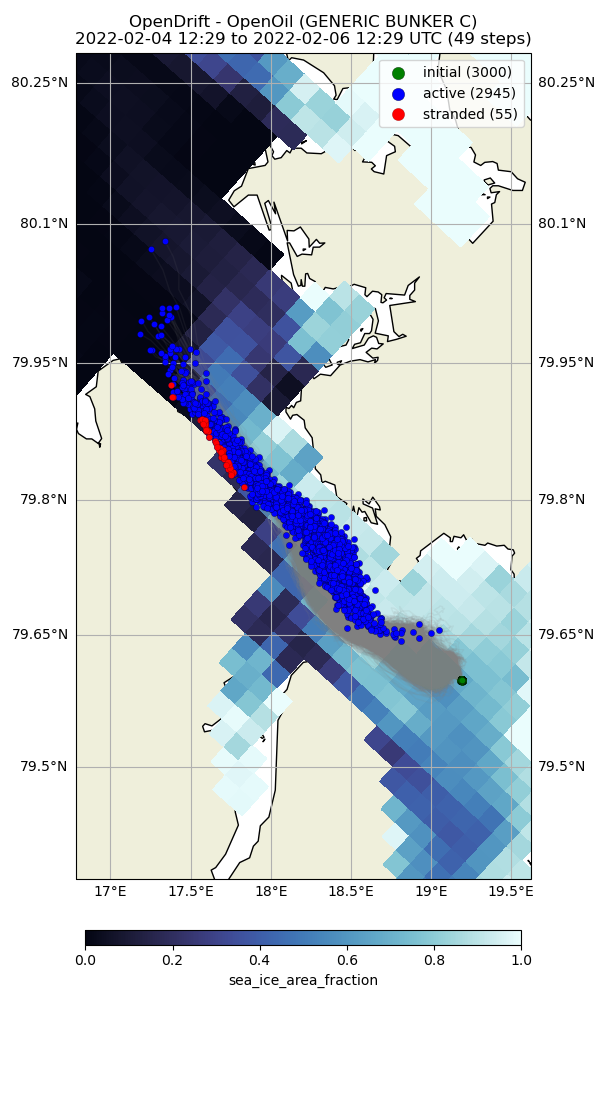 OpenDrift - OpenOil (GENERIC BUNKER C)
2022-02-04 12:29 to 2022-02-06 12:29 UTC (49 steps)
initial (3000)
active (2945)
stranded (55)
80.25°N 80.25°N
80.1°N 80.1°N
79.95°N 79.95°N
79.8°N 79.8°N
79.65°N 79.65°N
79.5°N 79.5°N
17°E 17.5°E 18°E 18.5°E 19°E 19.5°E
0.0 0.2 0.4 0.6 0.8 1.0
sea_ice_area_fraction